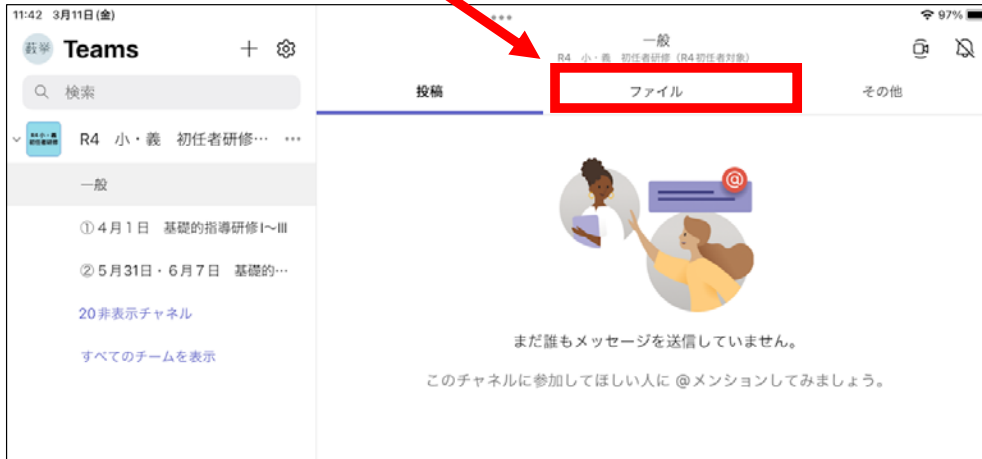 11:42 3月11日(金)
97%
Teams
検索
R4 小・義 初任者研修…
一般
① 4月1日 基礎的指導研修Ⅰ~Ⅲ
② 5月31日・6月7日 基礎的…
20非表示チャネル
すべてのチームを表示
一般
R4 小・義 初任者研修（R4初任者対象）
投稿
ファイル
その他
@
まだ誰もメッセージを送信していません。
このチャネルに参加してほしい人に @メンションしてみましょう。